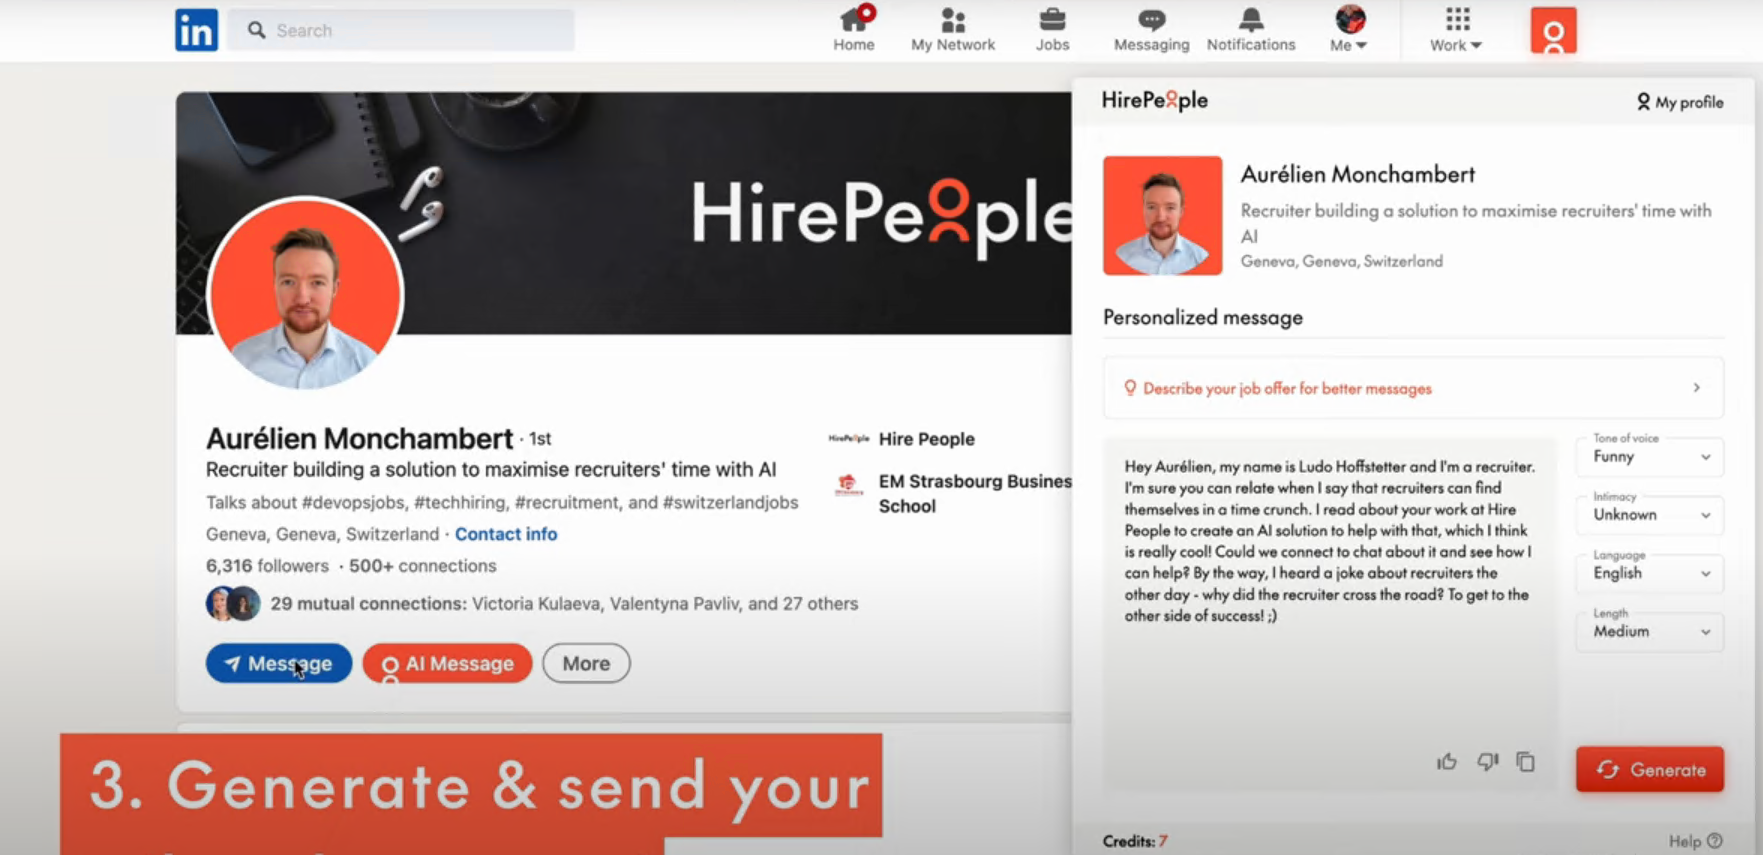 in
Search
Home
My Network
Jobs
Messaging
Notifications
Me
Work
HirePeople
Aurélien Monchambert · 1st
Recruiter building a solution to maximise recruiters' time with AI
Talks about #devopsjobs, #techhiring, #recruitment, and #switzerlandjobs
Geneva, Geneva, Switzerland · Contact info
6,316 followers · 500+ connections
29 mutual connections: Victoria Kulaeva, Valentyna Pavliv, and 27 others
HirePeople Hire People
EM Strasbourg Busines
School
Message
AI Message
More
3. Generate & send your
HirePeople
My profile
Aurélien Monchambert
Recruiter building a solution to maximise recruiters' time with
AI
Geneva, Geneva, Switzerland
Personalized message
Describe your job offer for better messages
Hey Aurélien, my name is Ludo Hoffstetter and I'm a recruiter.
I'm sure you can relate when I say that recruiters can find
themselves in a time crunch. I read about your work at Hire
People to create an AI solution to help with that, which I think
is really cool! Could we connect to chat about it and see how I
can help? By the way, I heard a joke about recruiters the
other day - why did the recruiter cross the road? To get to the
other side of success! ;)
Tone of voice
Funny
Intimacy
Unknown
Language
English
Length
Medium
Generate
Credits: 7
Help